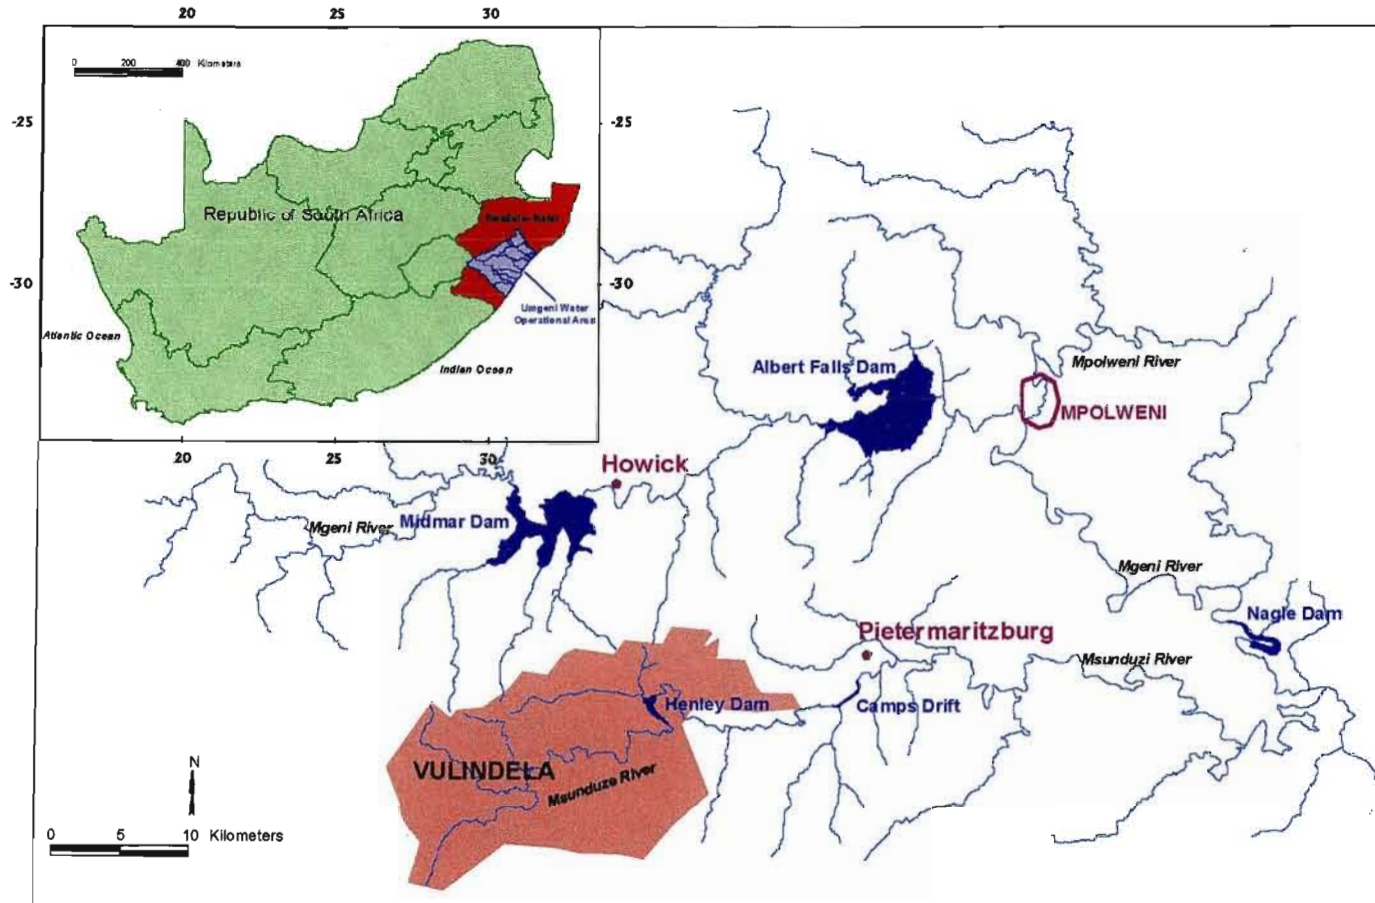 20 25 30
0 200 400 Kilometers
-25 -25
Republic of South Africa
-30 -30
Umgeni Water
Operational Area
Atlantic Ocean
Indian Ocean
20 25 30
Albert Falls Dam
Mpolweni River
MPOLWENI
Howick
Mgeni River
Midmar Dam
Mgeni River
Nagle Dam
Pietermaritzburg
Msunduzi River
Henley Dam
Camps Drift
VULINDELA
Msunduze River
N
0 5 10 Kilometers